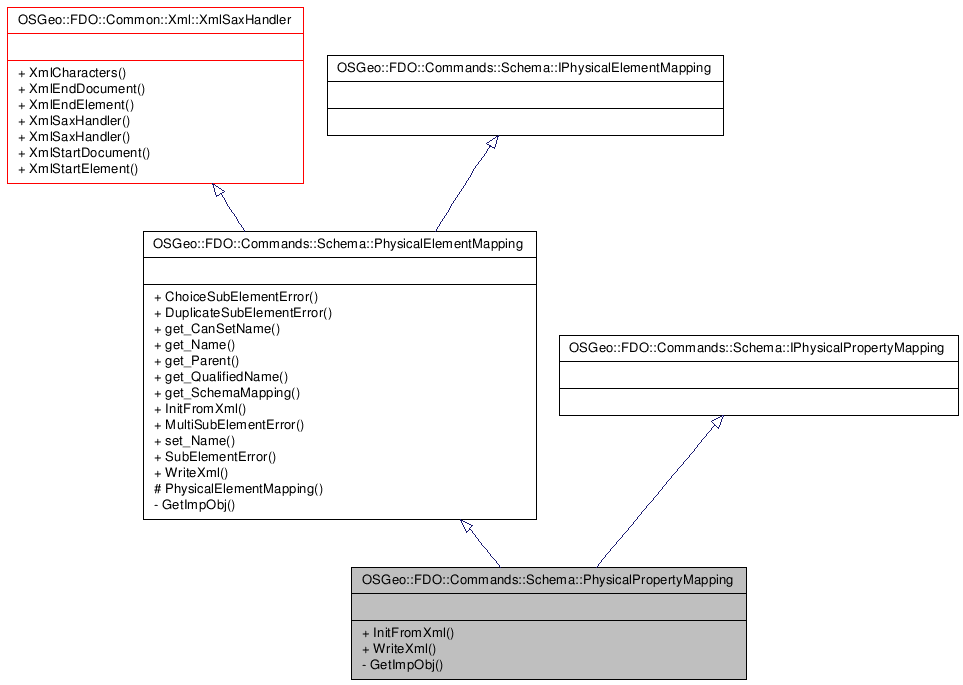 OSGeo::FDO::Common::Xml::XmlSaxHandler
+ XmlCharacters()
+ XmlEndDocument()
+ XmlEndElement()
+ XmlSaxHandler()
+ XmlSaxHandler()
+ XmlStartDocument()
+ XmlStartElement()
OSGeo::FDO::Commands::Schema::IPhysicalElementMapping
OSGeo::FDO::Commands::Schema::PhysicalElementMapping
+ ChoiceSubElementError()
+ DuplicateSubElementError()
+ get_CanSetName()
+ get_Name()
+ get_Parent()
+ get_QualifiedName()
+ get_SchemaMapping()
+ InitFromXml()
+ MultiSubElementError()
+ set_Name()
+ SubElementError()
+ WriteXml()
# PhysicalElementMapping()
- GetImpObj()
OSGeo::FDO::Commands::Schema::IPhysicalPropertyMapping
OSGeo::FDO::Commands::Schema::PhysicalPropertyMapping
+ InitFromXml()
+ WriteXml()
- GetImpObj()